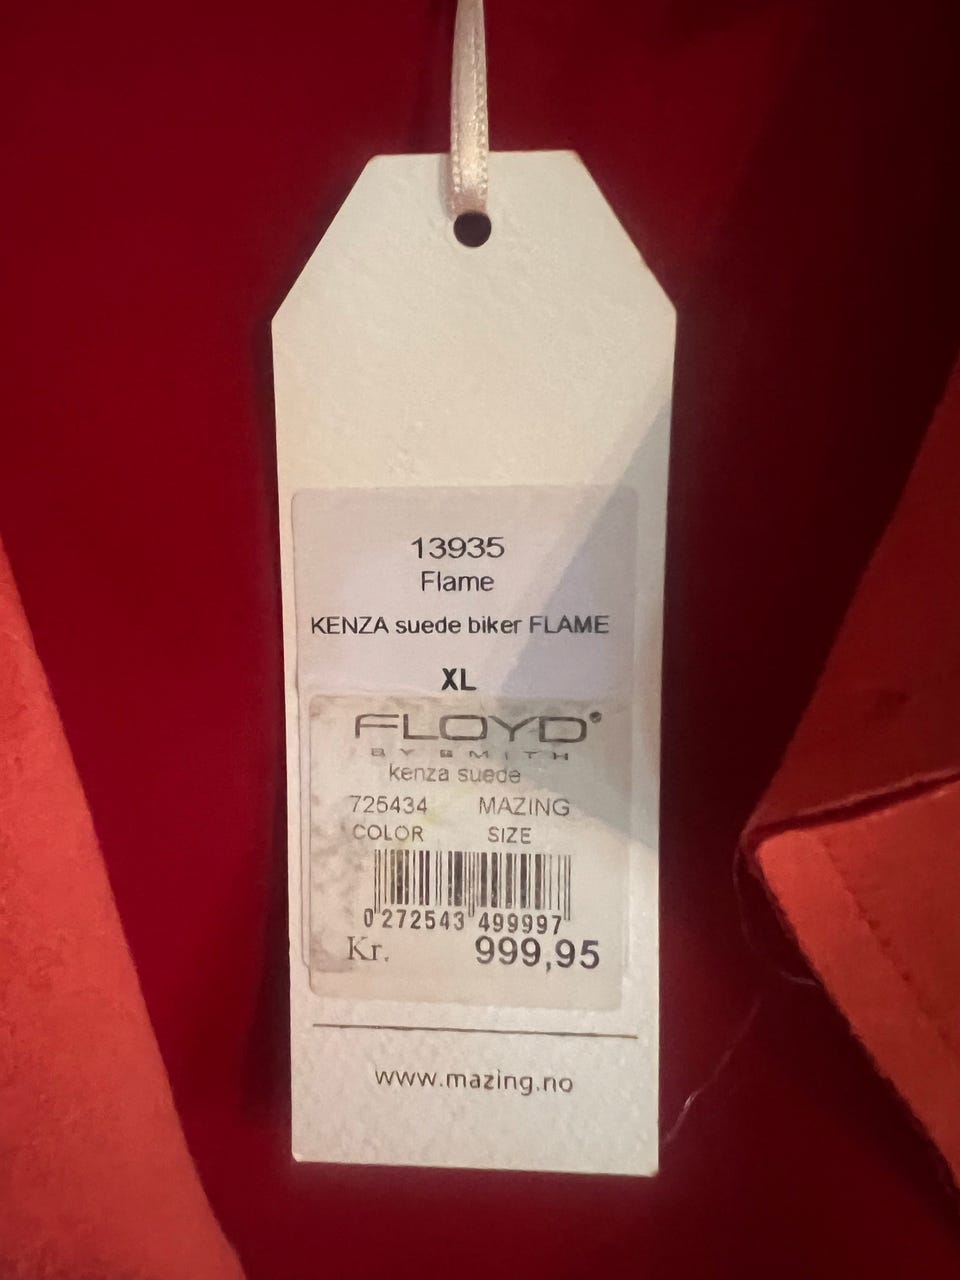 13935
Flame
KENZA suede biker FLAME
XL
FLOYD
BY SMITH
kenza suede
725434 MAZING
COLOR SIZE
0 272543 499997
Kr. 999,95
www.mazing.no